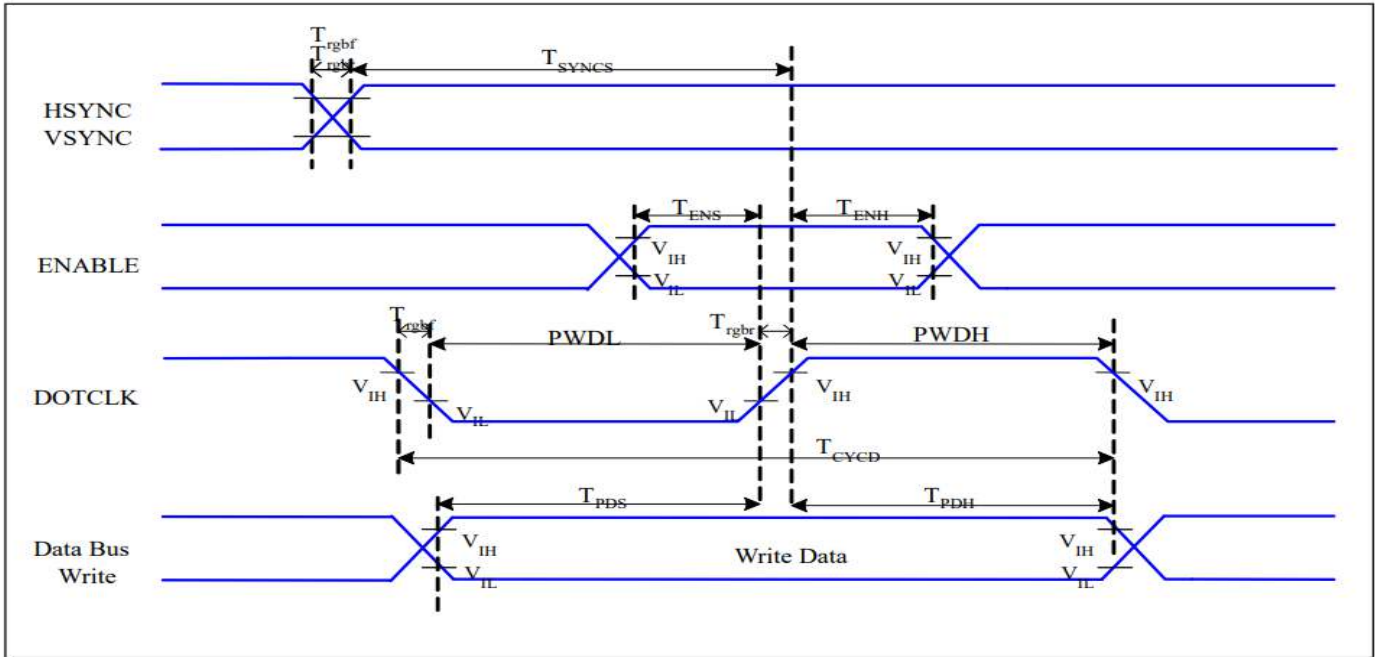 Trgbf
Trgbr
TSYNCS
HSYNC
VSYNC
TENS
TENH
VIH
VIH
ENABLE
VIL
VIL
Trgbf
Trgbr
PWDL
PWDH
VIH
VIH
VIH
DOTCLK
VIL
VIL
TCYCD
TPDS
TPDH
Data Bus
Write
VIH
Write Data
VIH
VIL
VIL